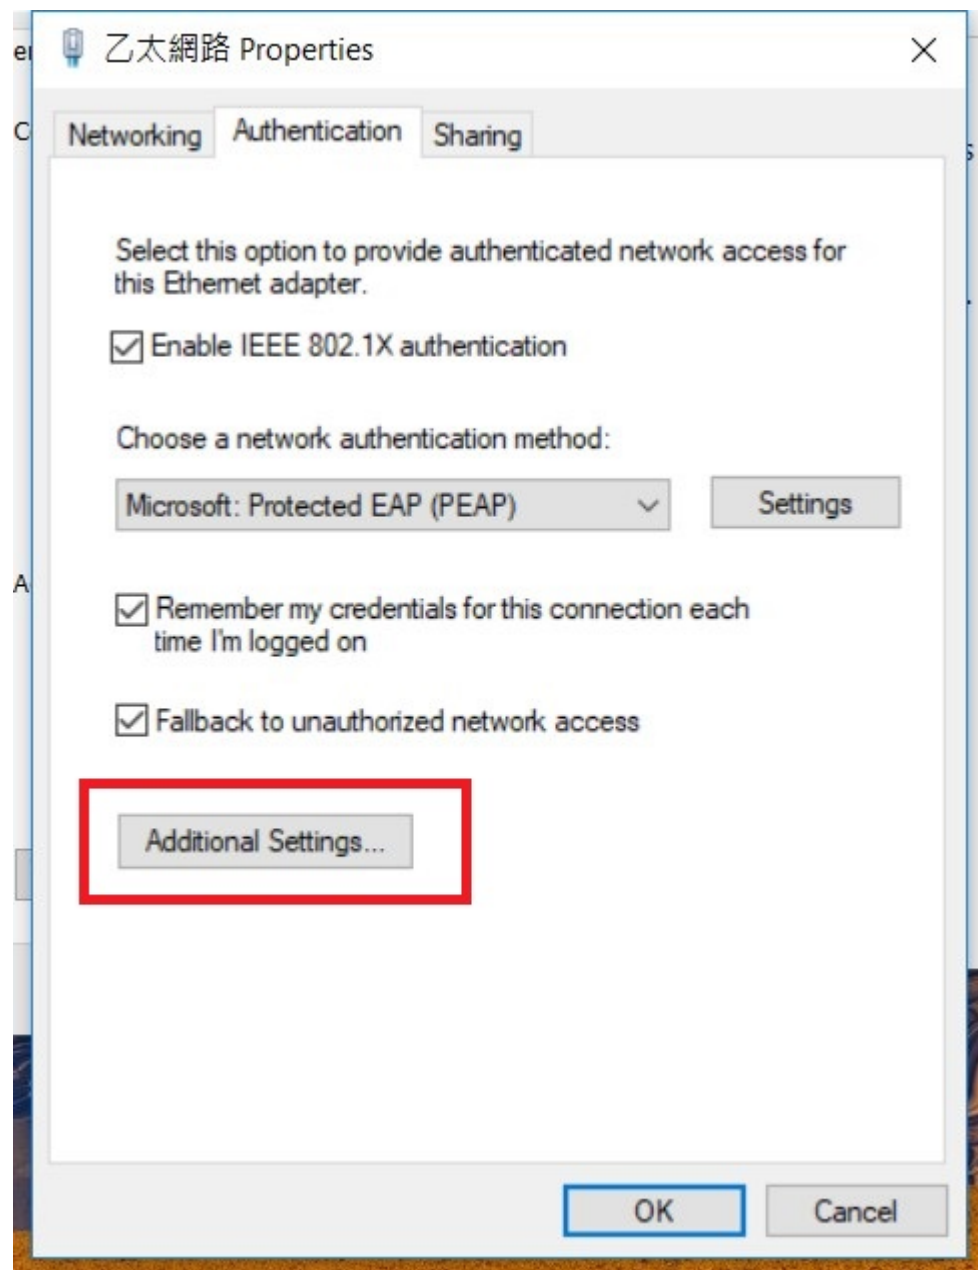 乙太網路 Properties
Networking
Authentication
Sharing
Select this option to provide authenticated network access for
this Ethernet adapter.
Enable IEEE 802.1X authentication
Choose a network authentication method:
Microsoft: Protected EAP (PEAP)
Settings
Remember my credentials for this connection each
time I'm logged on
Fallback to unauthorized network access
Additional Settings...
OK
Cancel